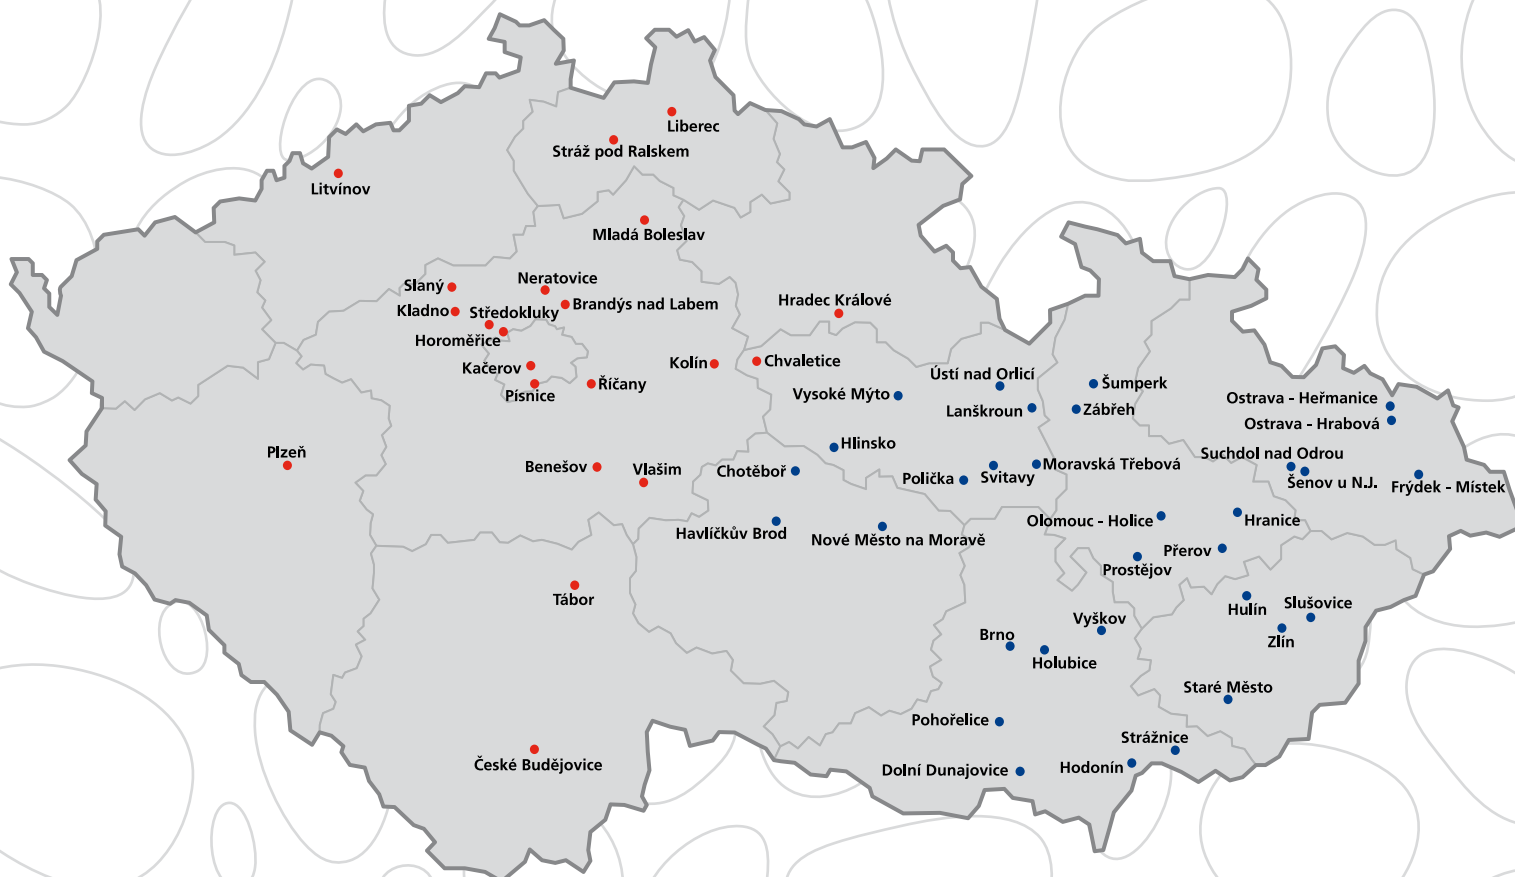 Liberec
Stráž pod Ralskem
Litvínov
Mladá Boleslav
Neratovice
Slaný
Brandýs nad Labem
Kladno
Středokluky
Hradec Králové
Horoměřice
Kačerov
Kolín
Chvaletice
Písnice
Říčany
Ústí nad Orlicí
Šumperk
Vysoké Mýto
Lanškroun
Zábřeh
Ostrava - Heřmanice
Ostrava - Hrabová
Hlinsko
Plzeň
Benešov
Vlašim
Chotěboř
Polička
Svitavy
Moravská Třebová
Suchdol nad Odrou
Šenov u N.J.
Frýdek - Místek
Havlíčkův Brod
Nové Město na Moravě
Olomouc - Holice
Hranice
Přerov
Prostějov
Tábor
Hulín
Slušovice
Vyškov
Brno
Zlín
Holubice
Staré Město
Pohořelice
Strážnice
České Budějovice
Dolní Dunajovice
Hodonín